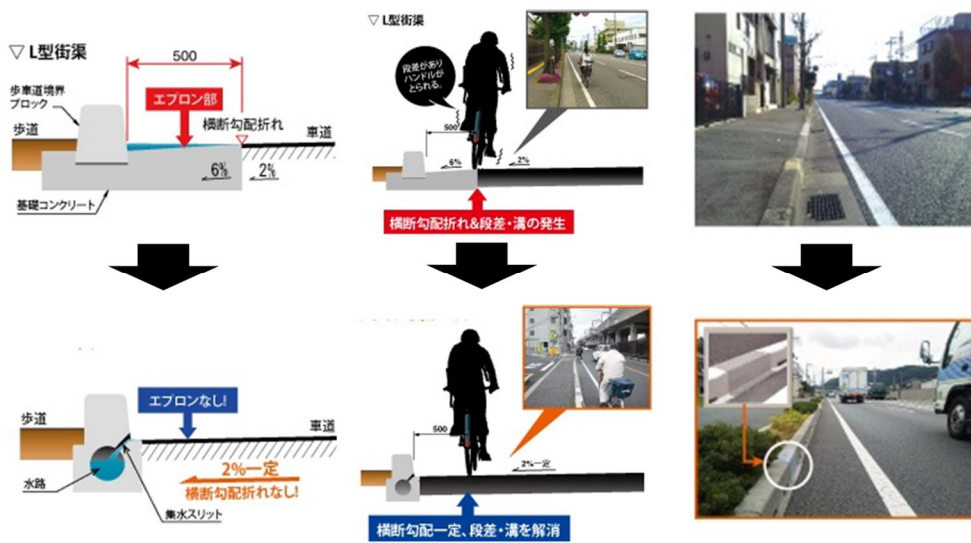 ▽ L型街渠
500
エプロン部
歩車道境界
ブロック
横断勾配折れ
歩道
車道
6%
2%
基礎コンクリート
▽ L型街渠
段差があり
ハンドルが
とられる。
500
6%
2%
横断勾配折れ&段差・溝の発生
エプロンなし!
歩道
車道
2%一定
横断勾配折れなし!
水路
集水スリット
500
2%一定
横断勾配一定、段差・溝を解消